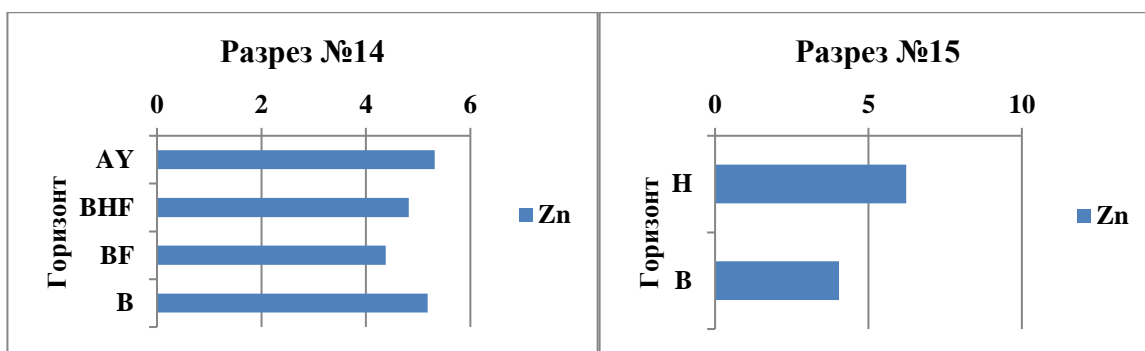 Разрез №14
0 2 4 6
Горизонт
AY
BHF
BF
B
Zn
Разрез №15
0 5 10
Горизонт
H
B
Zn